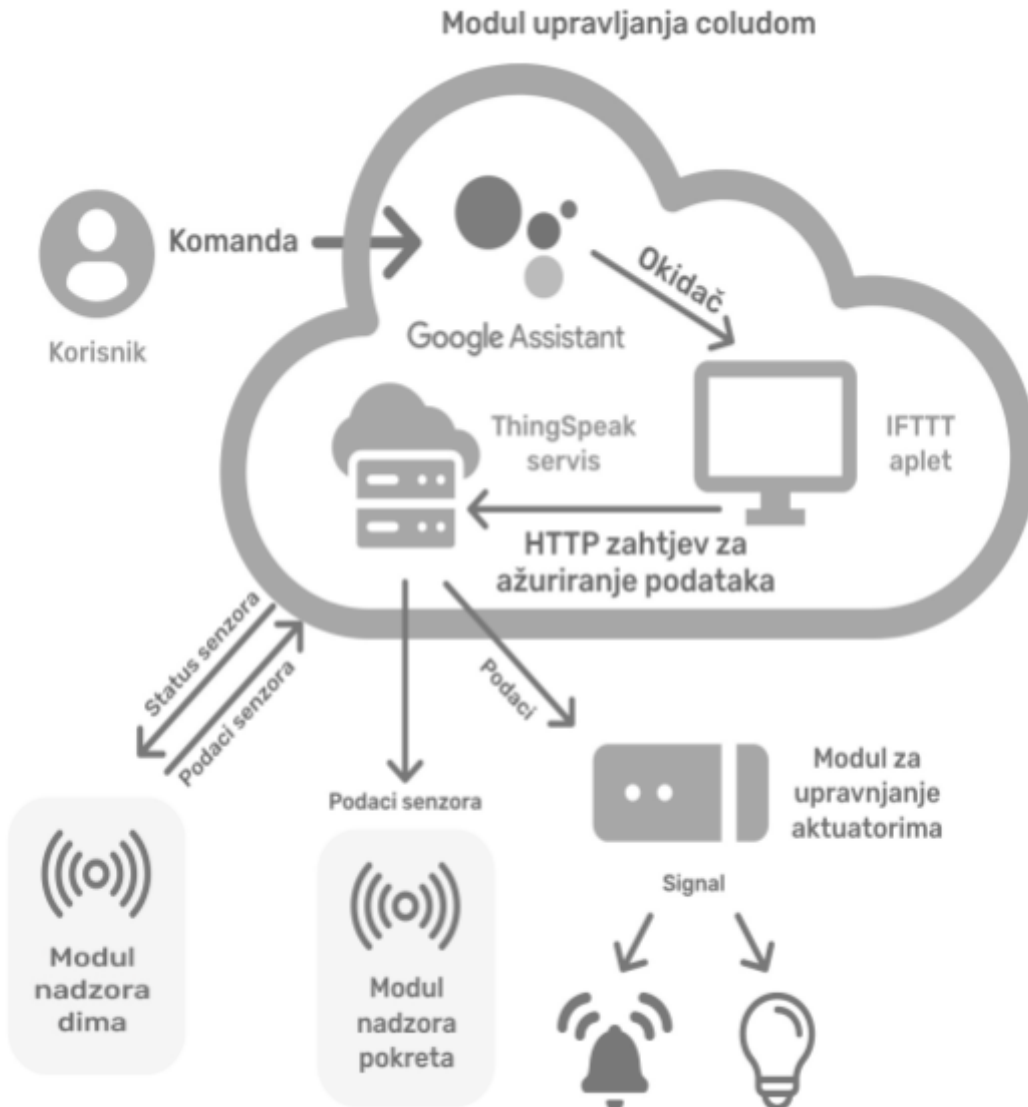 Modul upravljanja coludom
Komanda
Korisnik
Okidač
Google Assistant
ThingSpeak
servis
IFTTT
aplet
HTTP zahtjev za
ažuriranje podataka
Status senzora
Podaci senzora
Podaci
Podaci senzora
Modul za
upravnjanje
aktuatorima
Signal
Modul
nadzora
dima
Modul
nadzora
pokreta